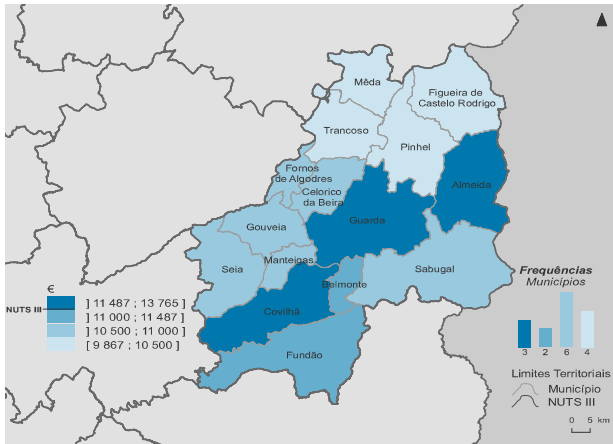 Mêda
Figueira de
Castelo Rodrigo
Trancoso
Pinhel
Fornos
de Algodres
Celorico
da Beira
Almeida
Guarda
Gouveia
Seia
Manteigas
Sabugal
Belmonte
Covilhã
Fundão
€
NUTS III
] 11 487 ; 13 765 ]
] 11 000 ; 11 487 ]
] 10 500 ; 11 000 ]
[ 9 867 ; 10 500 ]
Frequências
Municípios
3 2 6 4
Limites Territoriais
Município
NUTS III
0 5 km